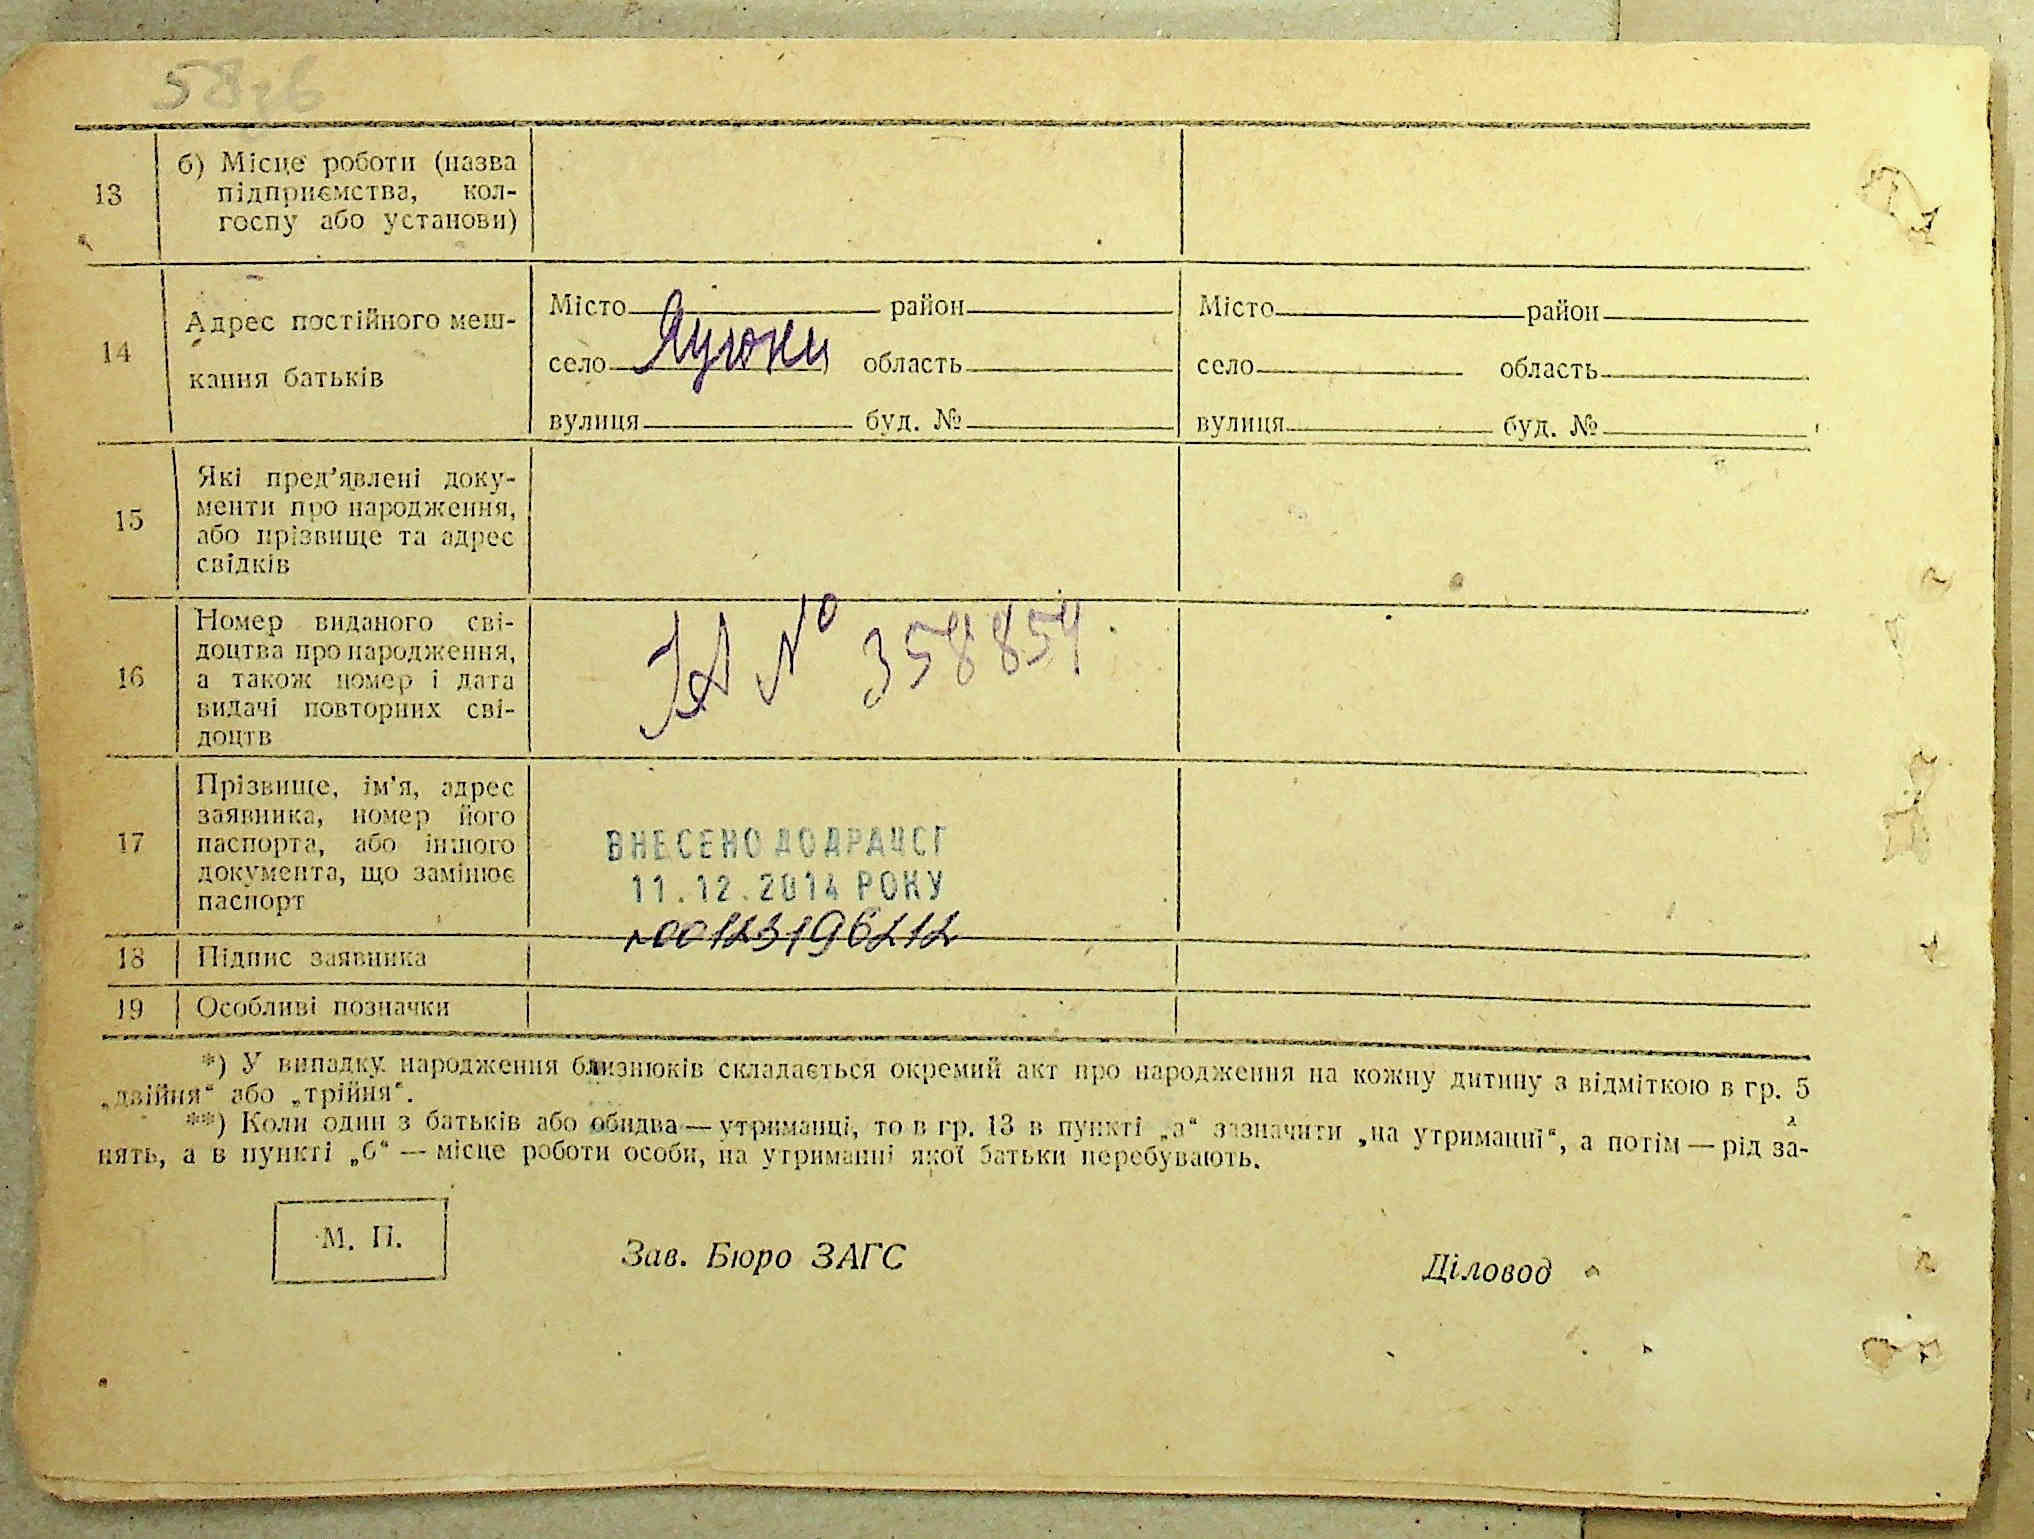 58зв
13
б) Місце роботи (назва
підприємства, кол-
госпу або установи)
14
Адрес постійного меш-
кання батьків
Місто район
село Яцюки область
вулиця буд. №
Місто район
село область
вулиця буд. №
15
Які пред’явлені доку-
менти про народження,
або прізвище та адрес
свідків
16
Номер виданого сві-
доцтва про народження,
а також номер і дата
видачі повторних сві-
доцтв
№ 358854
17
Прізвище, ім’я, адрес
заявника, номер його
паспорта, або іншого
документа, що замінює
паспорт
ВНЕСЕНО ДО ДРАЦСГ
11.12.2014 РОКУ
№00123196212
18
Підпис заявника
19
Особливі позначки
*) У випадку народження близнюків складається окремий акт про народження на кожну дитину з відміткою в гр. 5
„двійня“ або „трійня“.
**) Коли один з батьків або обидва — утриманці, то в гр. 13 в пункті „а“ зазначити „на утриманні“, а потім — рід за-
нять, а в пункті „б“ — місце роботи особи, на утриманні якої батьки перебувають.
М. П.
Зав. Бюро ЗАГС
Діловод